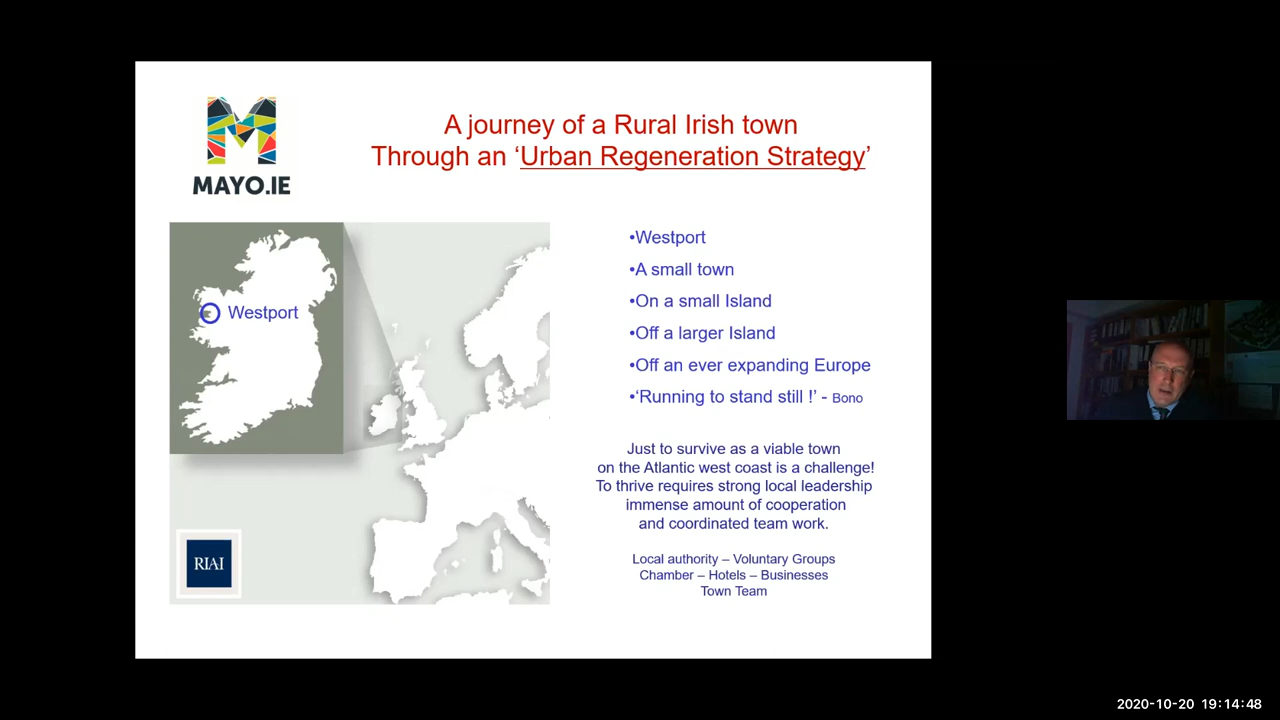 MAYO.IE
A journey of a Rural Irish town
Through an ‘Urban Regeneration Strategy’
Westport
•Westport
•A small town
•On a small Island
•Off a larger Island
•Off an ever expanding Europe
•‘Running to stand still !’ - Bono
Just to survive as a viable town
on the Atlantic west coast is a challenge!
To thrive requires strong local leadership
immense amount of cooperation
and coordinated team work.
RIAI
Local authority – Voluntary Groups
Chamber – Hotels – Businesses
Town Team
2020-10-20 19:14:48